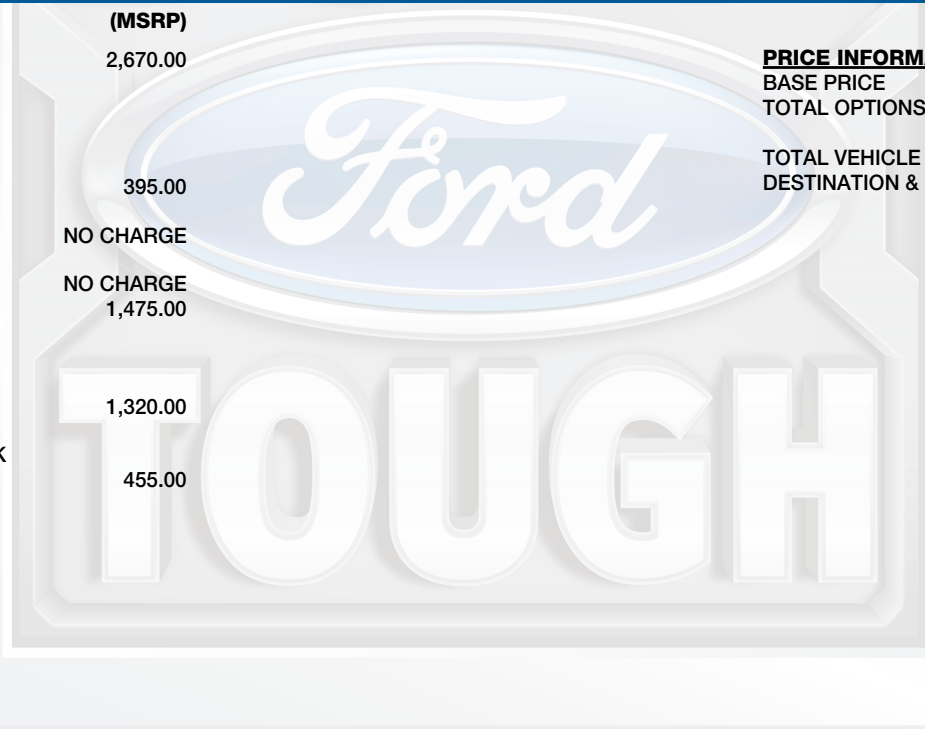 (MSRP)
2,670.00
395.00
NO CHARGE
NO CHARGE
1,475.00
1,320.00
K
455.00
PRICE INFORM
BASE PRICE
TOTAL OPTIONS
TOTAL VEHICLE
DESTINATION &
Ford
TOUGH